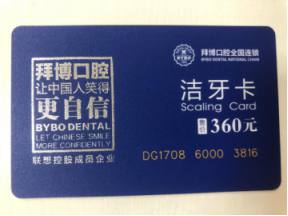 拜博口腔
让中国人笑得
更自信
BYBO DENTAL
LET CHINESE SMILE
MORE CONFIDENTLY
联想控股成员企业
拜博口腔全国连锁
BYBO DENTAL NATIONAL CHAIN
洁牙卡
Scaling Card
售价 360元
DG1708 6000 3816